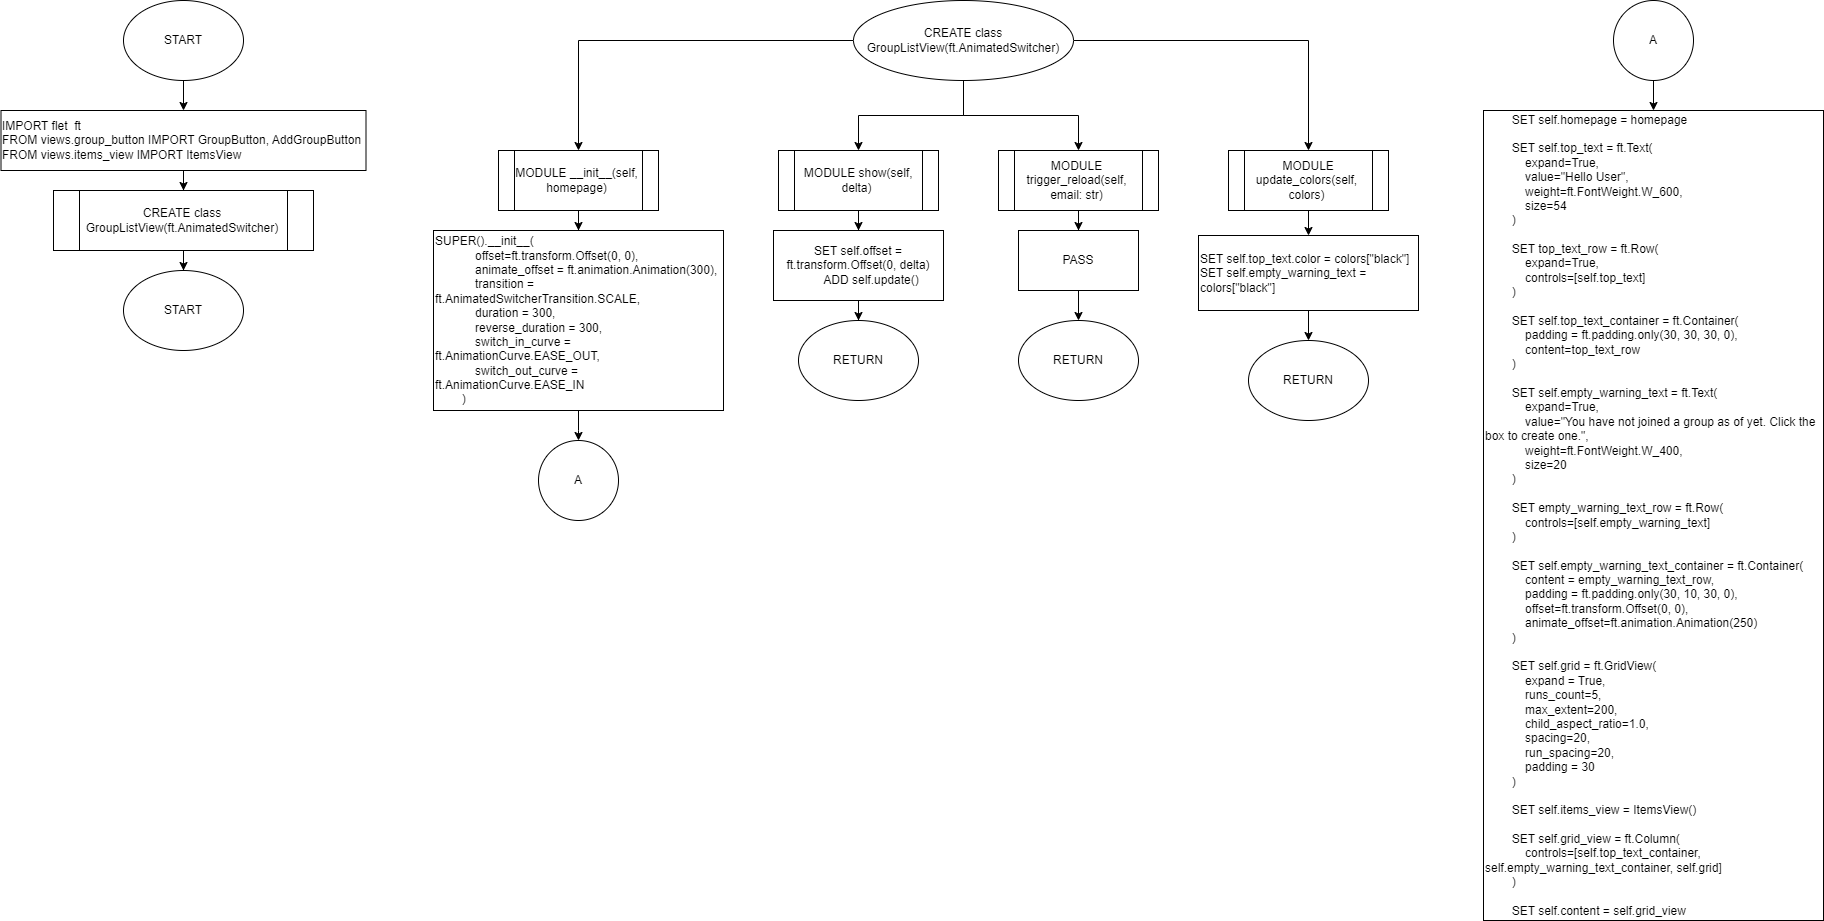 START
IMPORT flet  ft
FROM views.group_button IMPORT GroupButton, AddGroupButton
FROM views.items_view IMPORT ItemsView
CREATE class
GroupListView(ft.AnimatedSwitcher)
START
CREATE class
GroupListView(ft.AnimatedSwitcher)
MODULE __init__(self,
homepage)
SUPER().__init__(
offset=ft.transform.Offset(0, 0),
animate_offset = ft.animation.Animation(300),
transition =
ft.AnimatedSwitcherTransition.SCALE,
duration = 300,
reverse_duration = 300,
switch_in_curve =
ft.AnimationCurve.EASE_OUT,
switch_out_curve =
ft.AnimationCurve.EASE_IN
)
A
MODULE show(self,
delta)
SET self.offset =
ft.transform.Offset(0, delta)
ADD self.update()
RETURN
MODULE
trigger_reload(self,
email: str)
PASS
RETURN
MODULE
update_colors(self,
colors)
SET self.top_text.color = colors["black"]
SET self.empty_warning_text =
colors["black"]
RETURN
A
SET self.homepage = homepage
SET self.top_text = ft.Text(
expand=True,
value="Hello User",
weight=ft.FontWeight.W_600,
size=54
)
SET top_text_row = ft.Row(
expand=True,
controls=[self.top_text]
)
SET self.top_text_container = ft.Container(
padding = ft.padding.only(30, 30, 30, 0),
content=top_text_row
)
SET self.empty_warning_text = ft.Text(
expand=True,
value="You have not joined a group as of yet. Click the
box to create one.",
weight=ft.FontWeight.W_400,
size=20
)
SET empty_warning_text_row = ft.Row(
controls=[self.empty_warning_text]
)
SET self.empty_warning_text_container = ft.Container(
content = empty_warning_text_row,
padding = ft.padding.only(30, 10, 30, 0),
offset=ft.transform.Offset(0, 0),
animate_offset=ft.animation.Animation(250)
)
SET self.grid = ft.GridView(
expand = True,
runs_count=5,
max_extent=200,
child_aspect_ratio=1.0,
spacing=20,
run_spacing=20,
padding = 30
)
SET self.items_view = ItemsView()
SET self.grid_view = ft.Column(
controls=[self.top_text_container,
self.empty_warning_text_container, self.grid]
)
SET self.content = self.grid_view